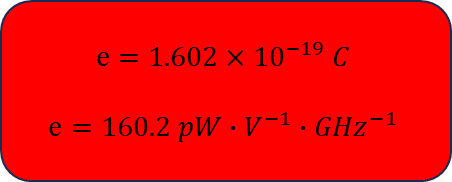 e = 1.602 × 10⁻¹⁹ C
e = 160.2 pW · V⁻¹ · GHz⁻¹